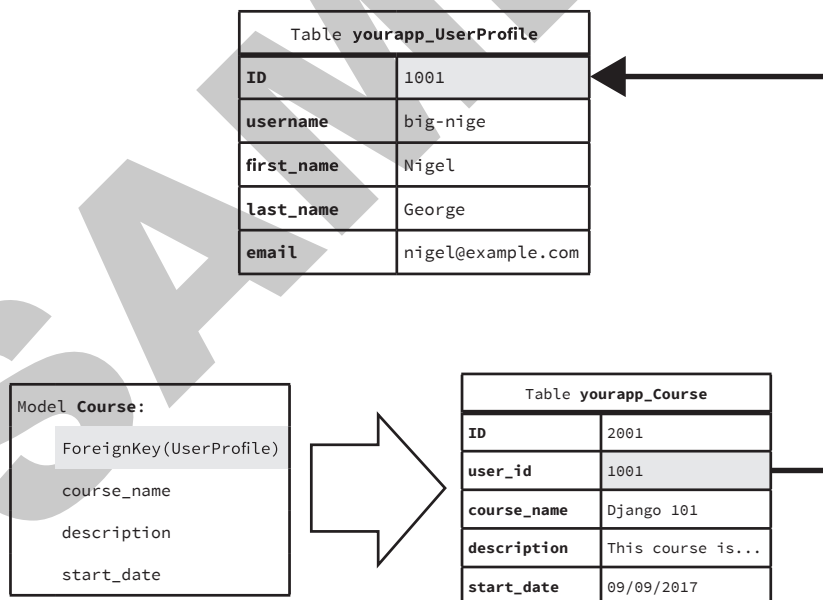 Table yourapp_UserProfile
ID 1001
username big-nige
first_name Nigel
last_name George
email nigel@example.com
Model Course:
ForeignKey(UserProfile)
course_name
description
start_date
Table yourapp_Course
ID 2001
user_id 1001
course_name Django 101
description This course is...
start_date 09/09/2017
SAM